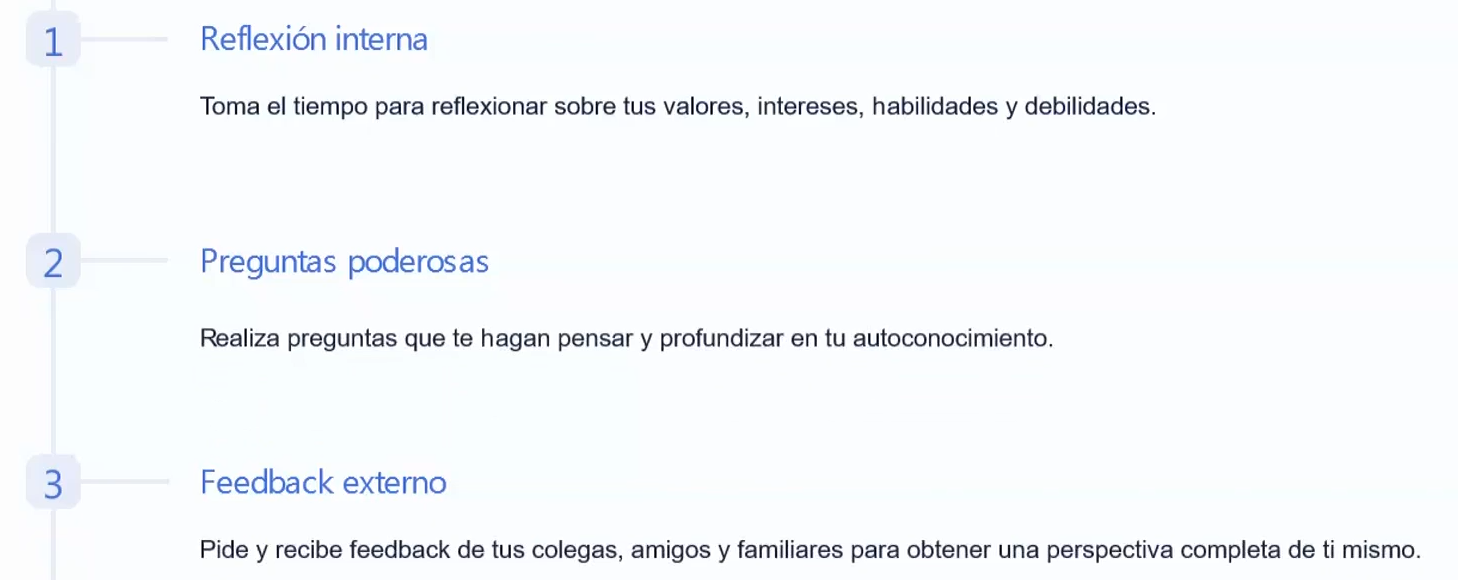 1
Reflexión interna
Toma el tiempo para reflexionar sobre tus valores, intereses, habilidades y debilidades.
2
Preguntas poderosas
Realiza preguntas que te hagan pensar y profundizar en tu autoconocimiento.
3
Feedback externo
Pide y recibe feedback de tus colegas, amigos y familiares para obtener una perspectiva completa de ti mismo.